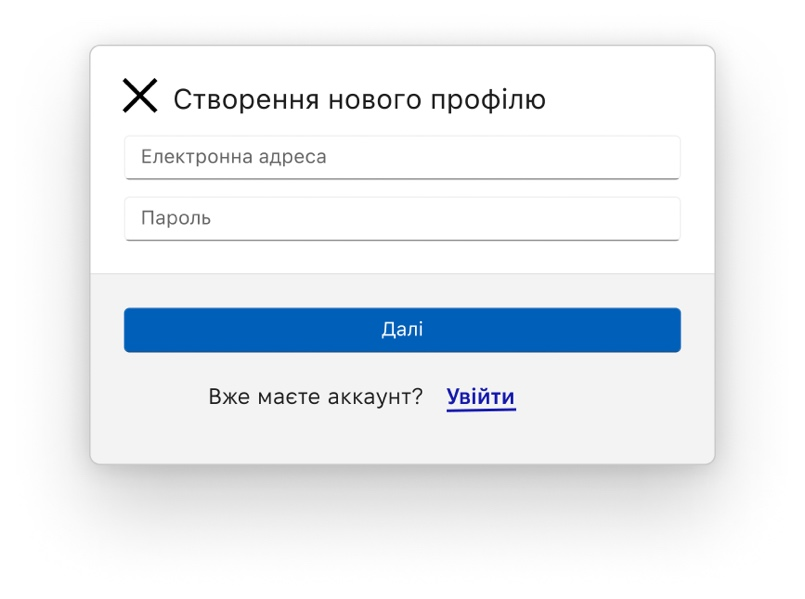 Створення нового профілю
Електронна адреса
Пароль
Далі
Вже маєте аккаунт? Увійти